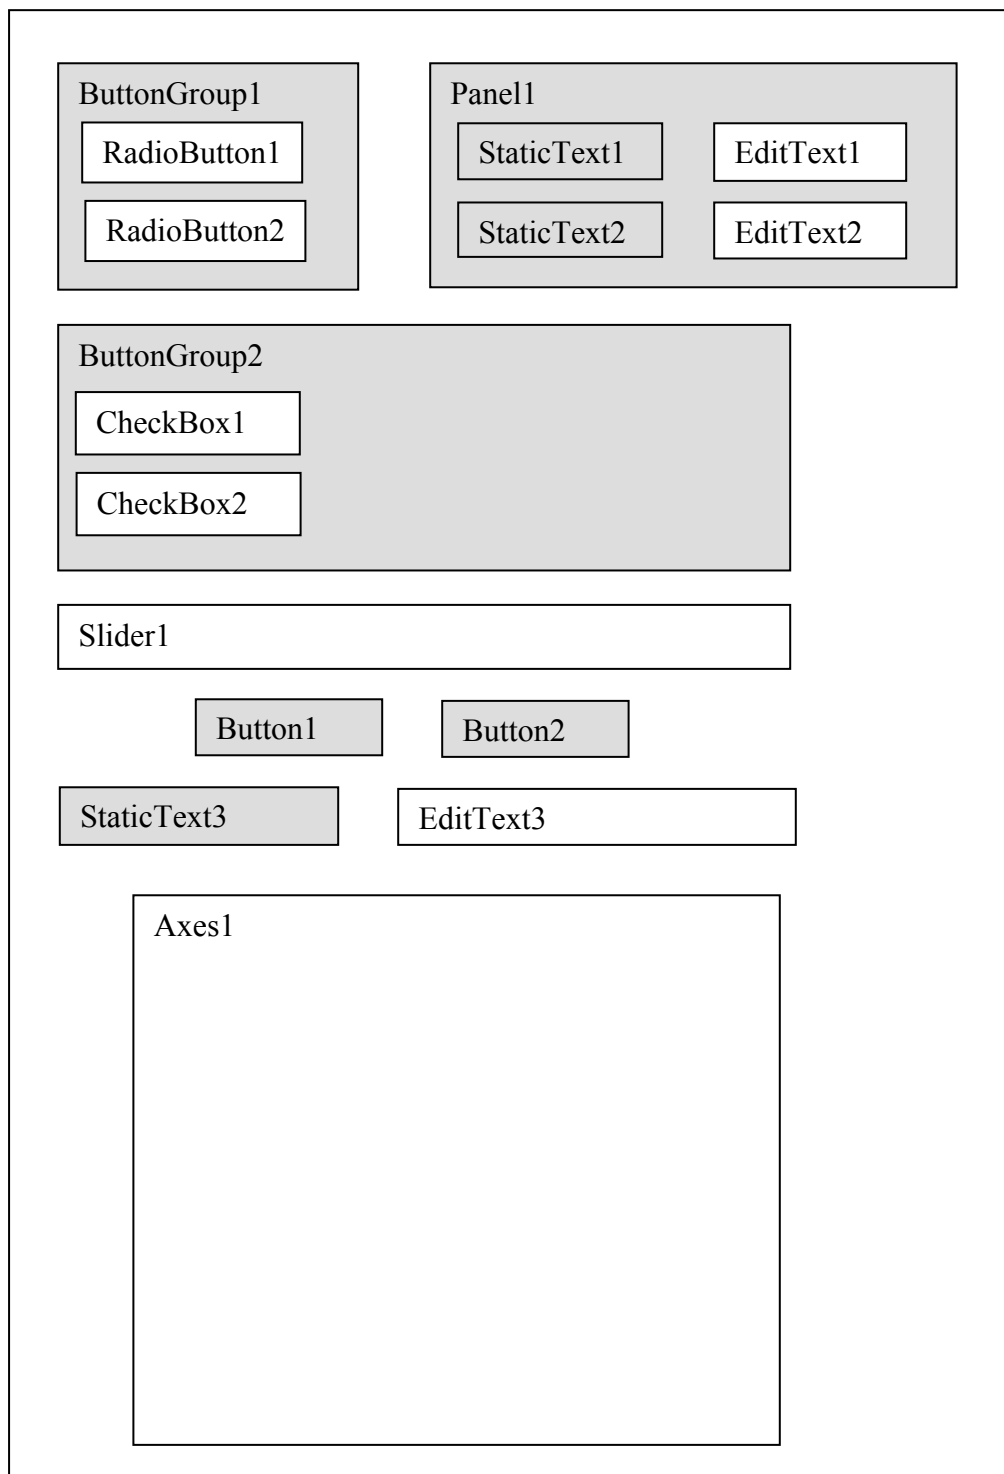 ButtonGroup1
RadioButton1
RadioButton2
Panel1
StaticText1
EditText1
StaticText2
EditText2
ButtonGroup2
CheckBox1
CheckBox2
Slider1
Button1
Button2
StaticText3
EditText3
Axes1